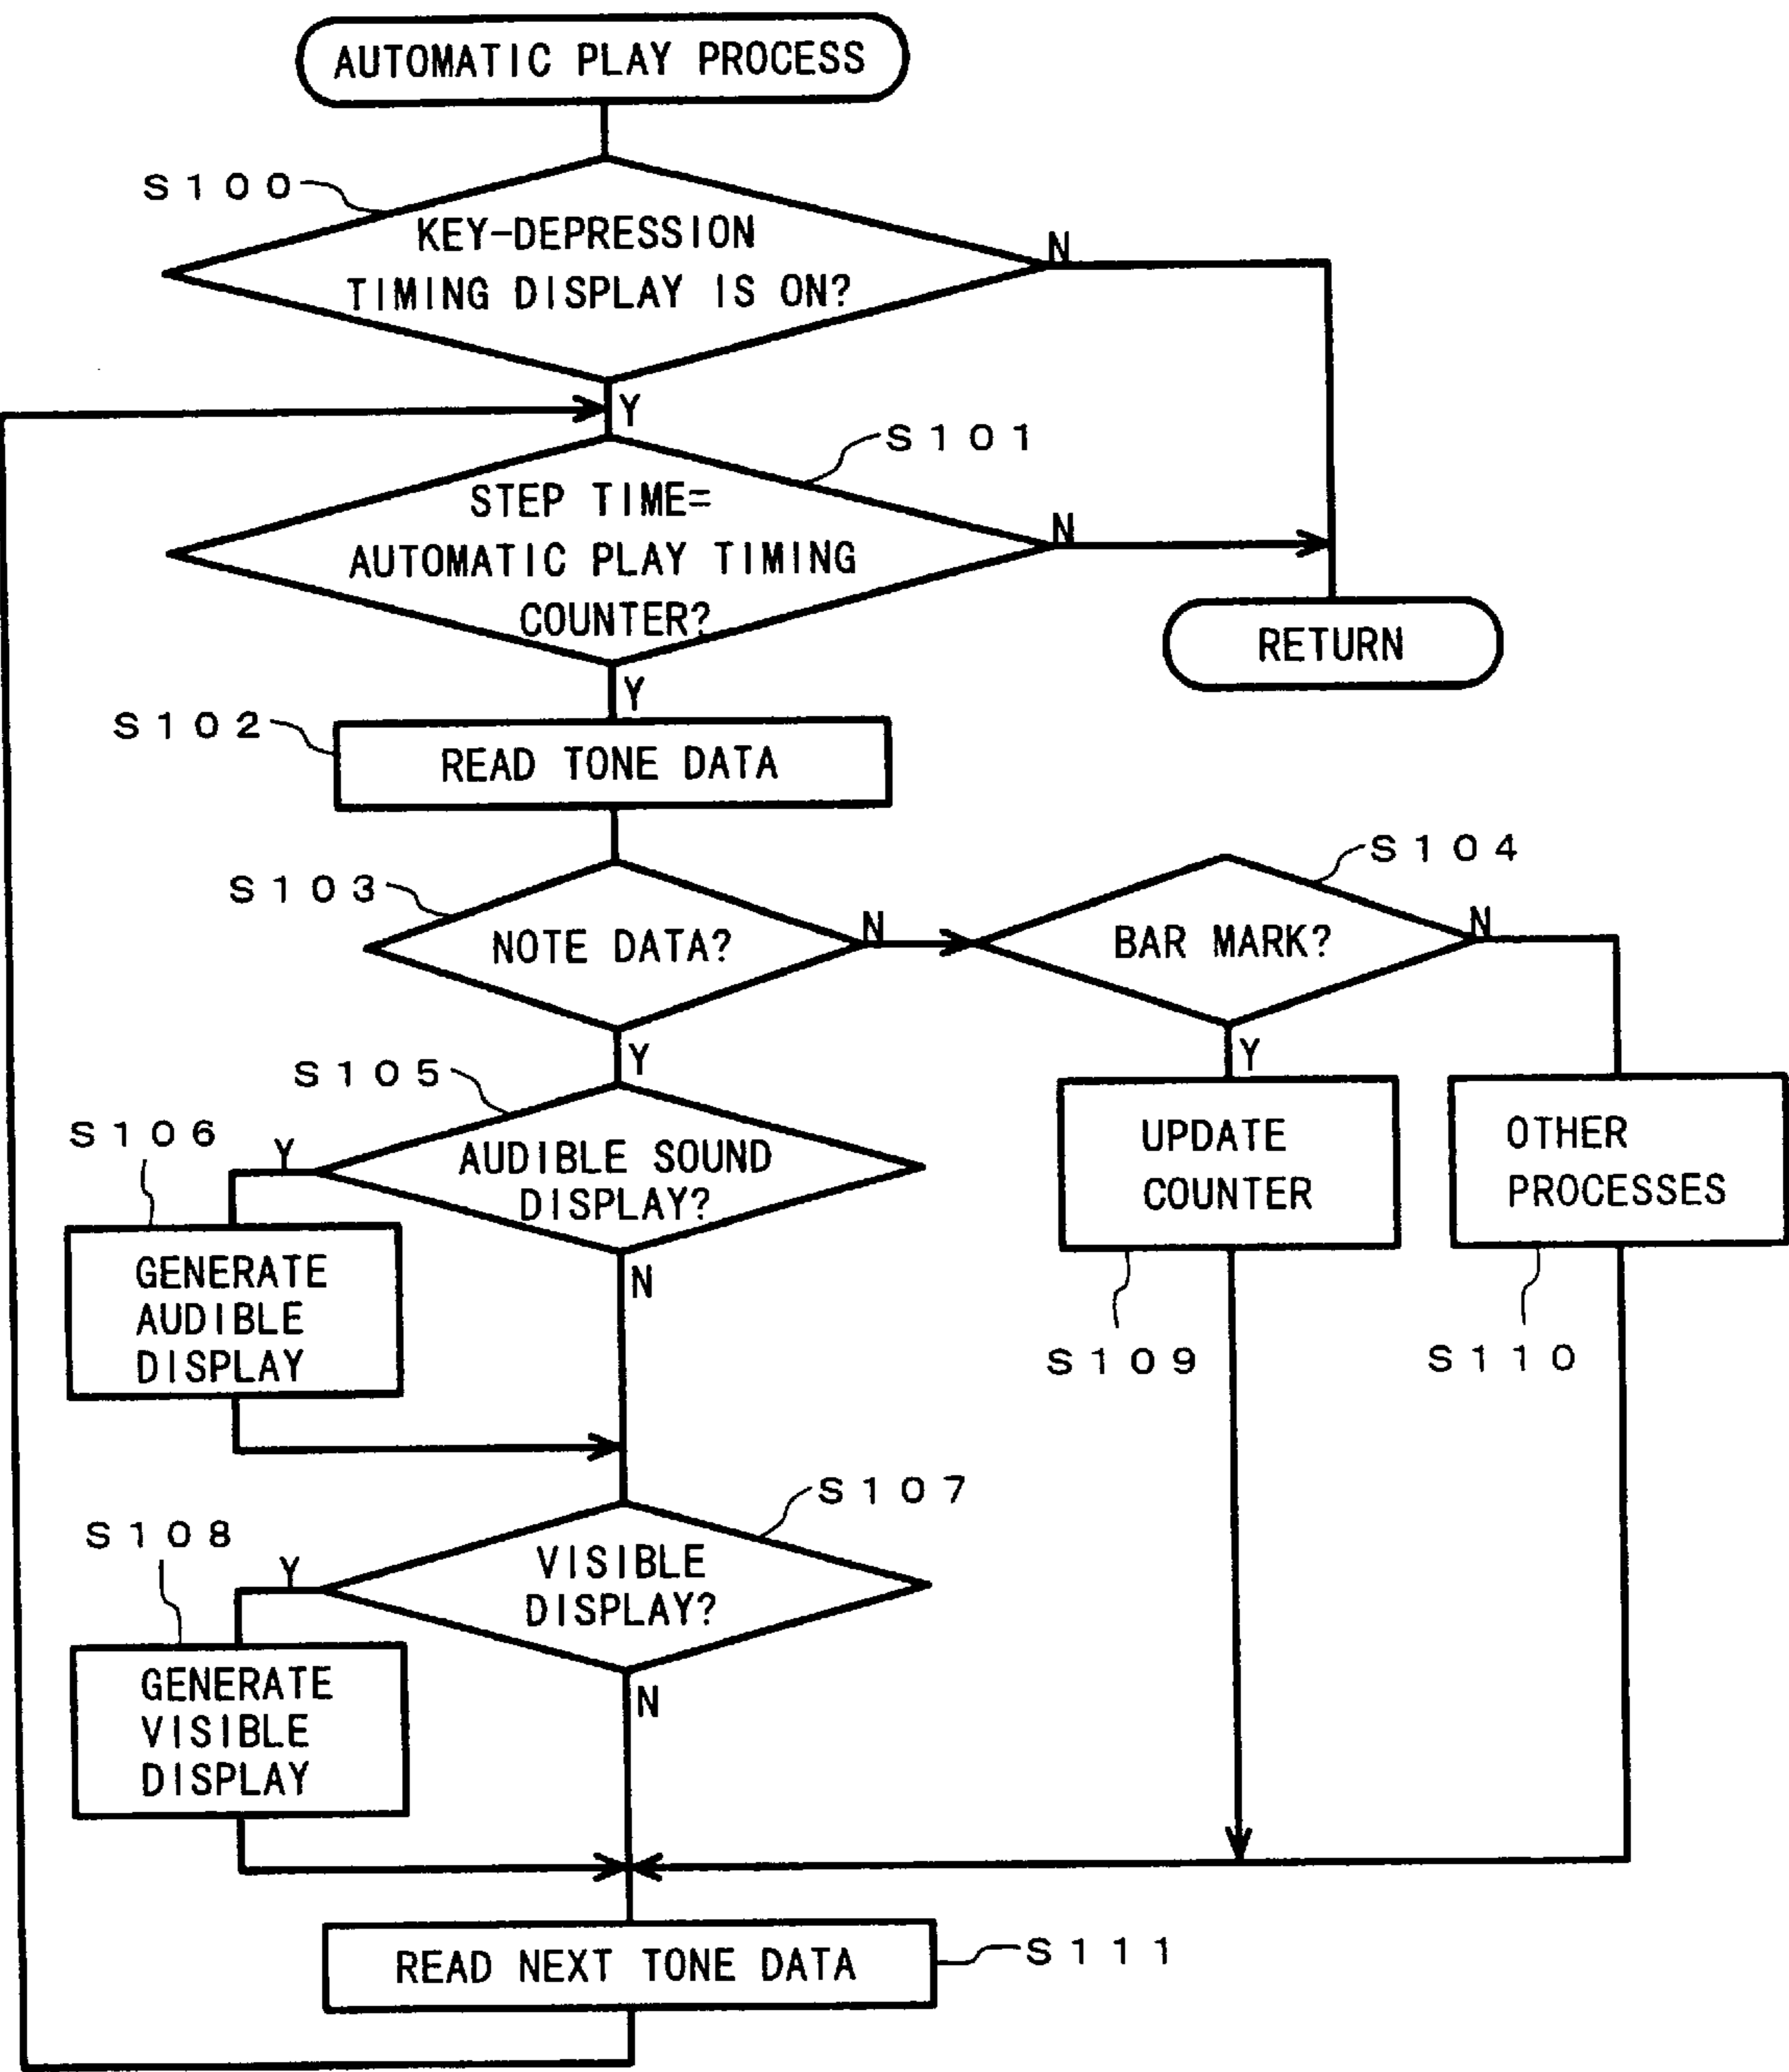 AUTOMATIC PLAY PROCESS
S100
KEY-DEPRESSION
TIMING DISPLAY IS ON?
N
Y
S101
STEP TIME=
AUTOMATIC PLAY TIMING
COUNTER?
N
RETURN
Y
S102
READ TONE DATA
S103
NOTE DATA?
N
S104
BAR MARK?
N
Y
Y
S105
AUDIBLE SOUND
DISPLAY?
UPDATE
COUNTER
OTHER
PROCESSES
S106
Y
GENERATE
AUDIBLE
DISPLAY
N
S109
S110
S107
S108
Y
VISIBLE
DISPLAY?
GENERATE
VISIBLE
DISPLAY
N
READ NEXT TONE DATA
S111